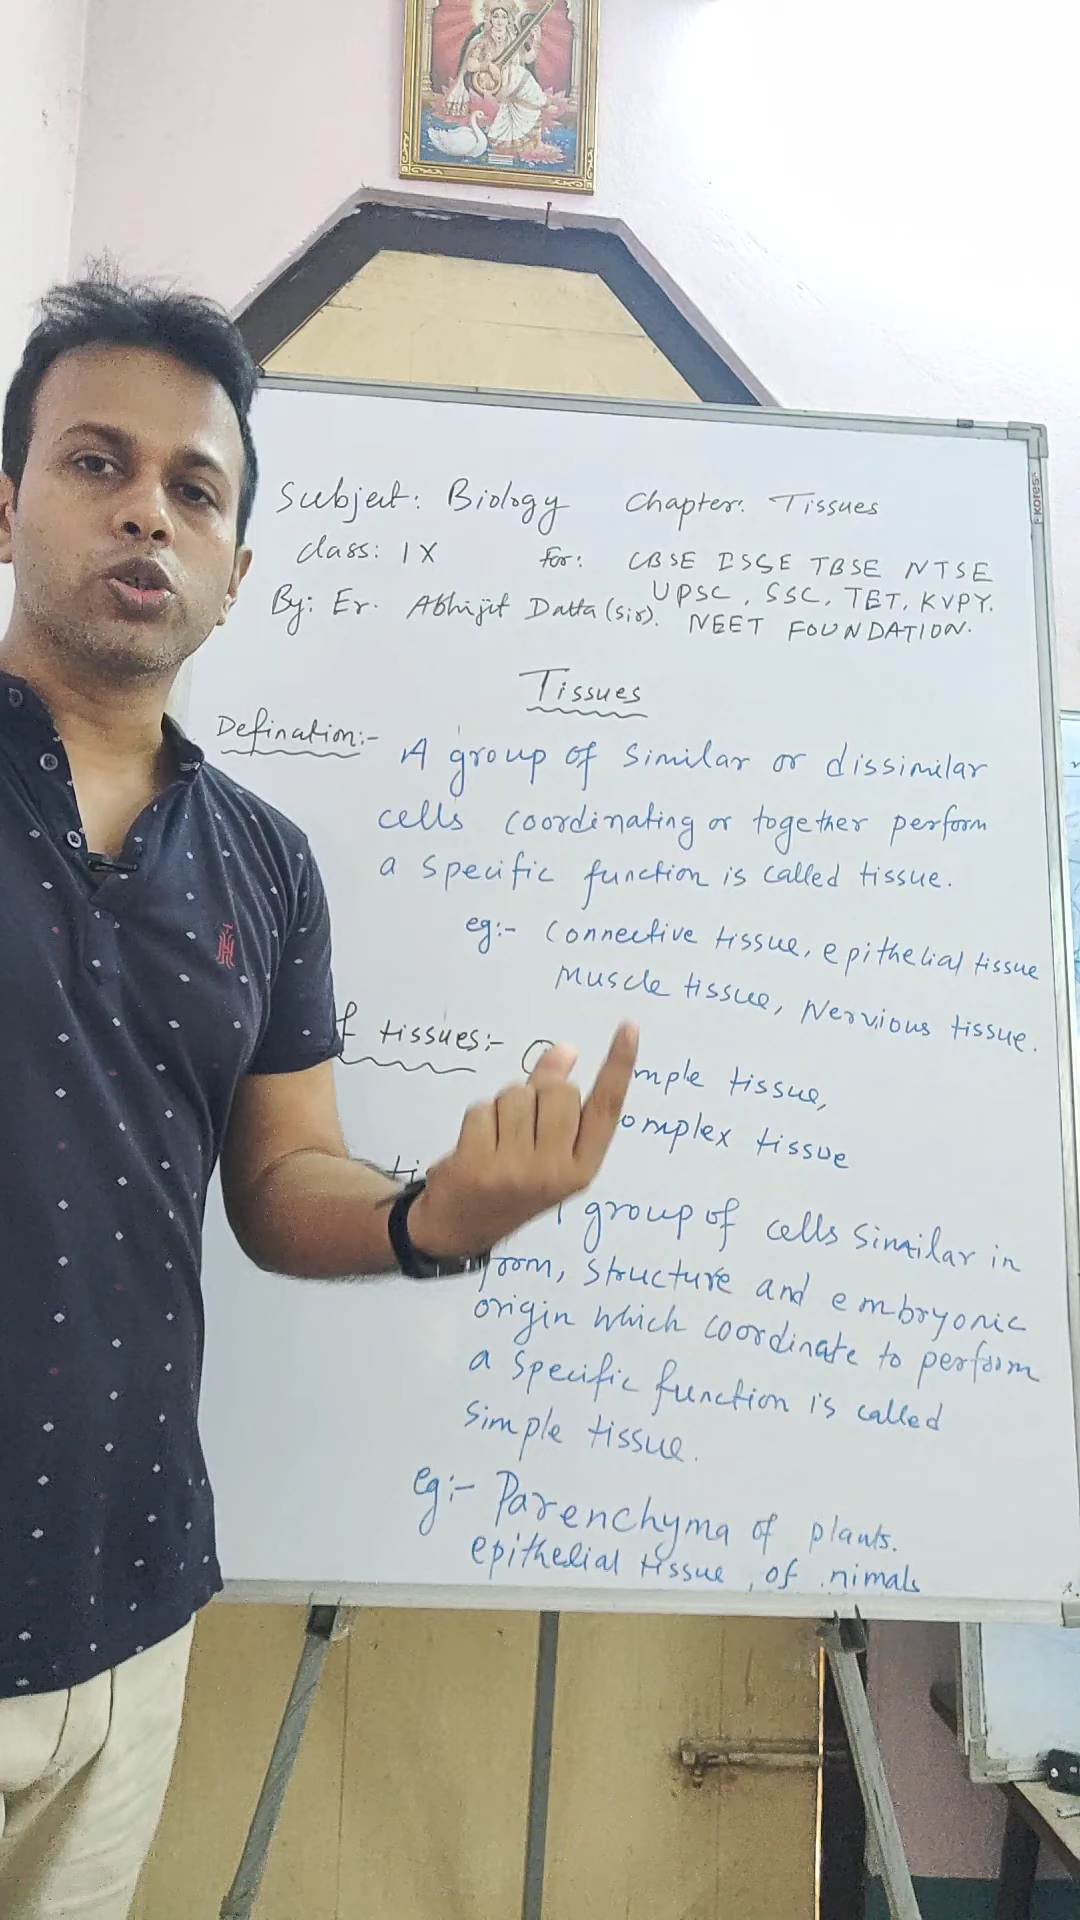 Subject: Biology Chapter: Tissues
Class: IX For: CBSE ISSE TBSE NTSE
UPSC, SSC, TET, KVPY.
By: Er. Abhijit Datta (sir). NEET FOUNDATION.
Tissues
Defination:- A group of similar or dissimilar
cells coordinating or together perform
a specific function is called tissue.
eg:- Connective tissue, epithelial tissue
Muscle tissue, Nervious tissue.
f tissues:- mple tissue,
omplex tissue
group of cells similar in
form, structure and embryonic
origin which coordinate to perform
a specific function is called
simple tissue.
eg:- Parenchyma of plants.
epithelial tissue, of nimals
Kores